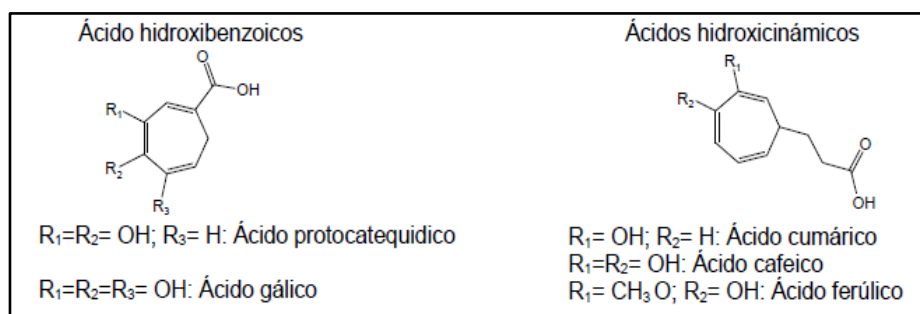 Ácido hidroxibenzoicos
O
OH
R1
R2
R3
R1=R2= OH; R3= H: Ácido protocatequidico
R1=R2=R3= OH: Ácido gálico
Ácidos hidroxicinámicos
R1
R2
O
OH
R1= OH; R2= H: Ácido cumárico
R1=R2= OH: Ácido cafeico
R1= CH3O; R2= OH: Ácido ferúlico